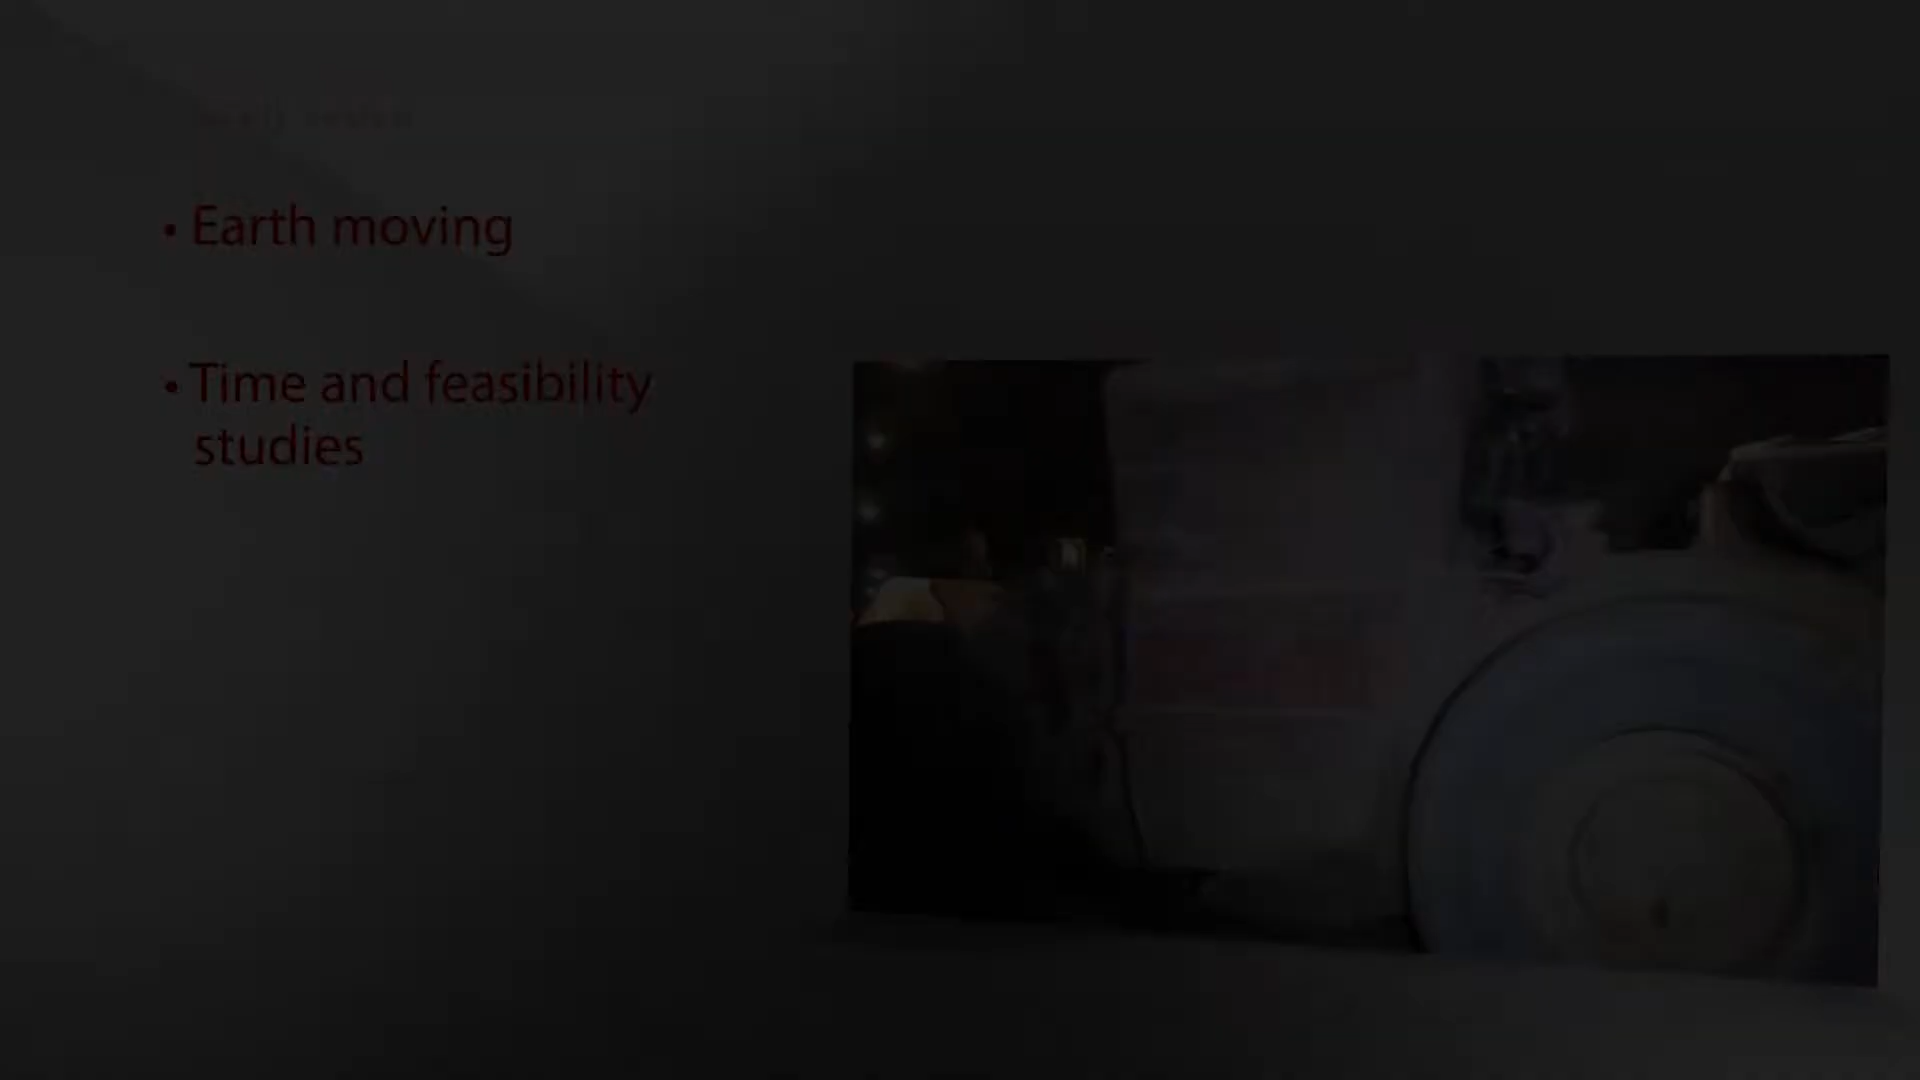 • Earth moving
• Time and feasibility
studies